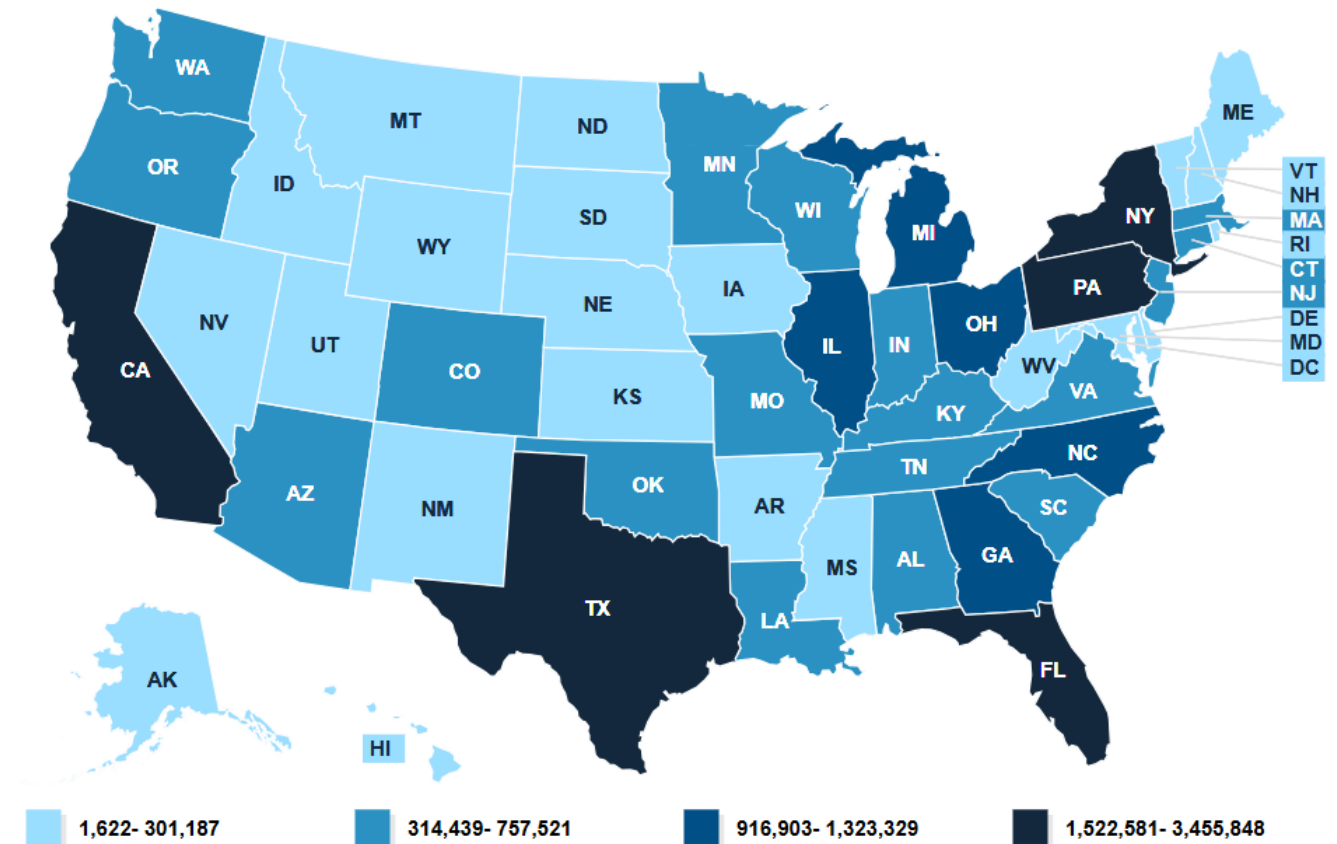 WA
MT
ND
MN
ME
OR
ID
SD
WI
MI
NY
VT
NH
MA
RI
CT
NJ
DE
MD
DC
WY
IA
PA
NE
NV
UT
CO
IL
IN
OH
WV
VA
CA
KS
MO
KY
NC
TN
AZ
NM
OK
AR
SC
MS
AL
GA
TX
LA
FL
AK
HI
1,622- 301,187
314,439- 757,521
916,903- 1,323,329
1,522,581- 3,455,848